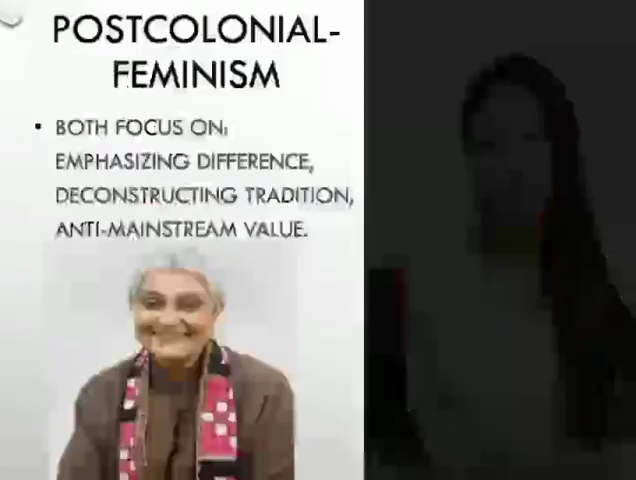 POSTCOLONIAL-
FEMINISM
• BOTH FOCUS ON:
EMPHASIZING DIFFERENCE,
DECONSTRUCTING TRADITION,
ANTI-MAINSTREAM VALUE.